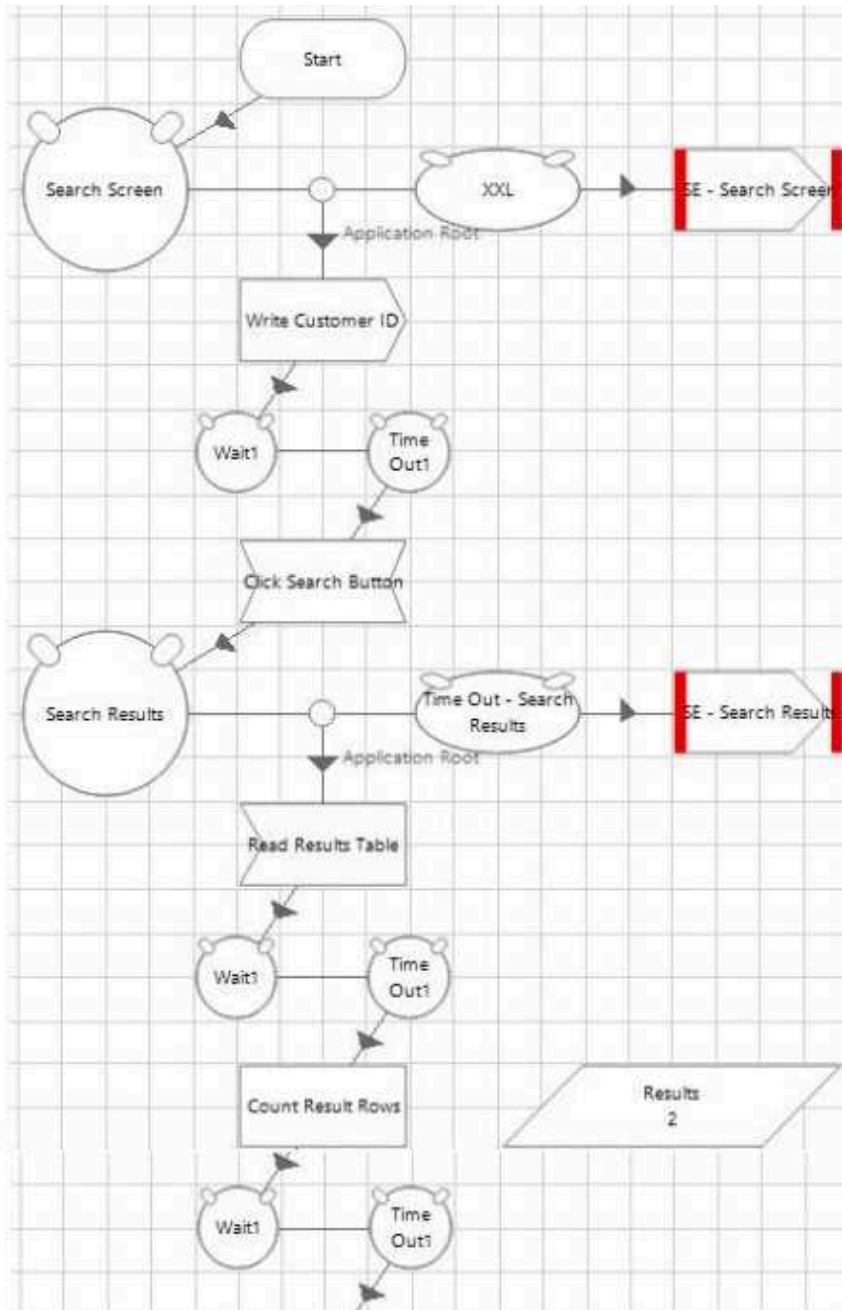 Start
Search Screen
XXL
SE - Search Screen
Application Root
Write Customer ID
Wait1
Time
Out1
Click Search Button
Search Results
Time Out - Search
Results
SE - Search Results
Application Root
Read Results Table
Wait1
Time
Out1
Count Result Rows
Results
2
Wait1
Time
Out1